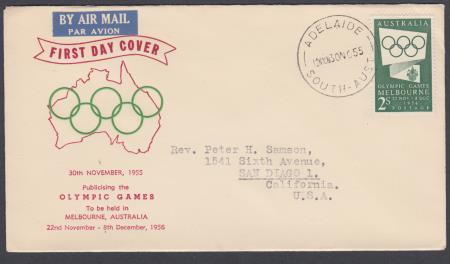 BY AIR MAIL
PAR AVION
FIRST DAY COVER
30th NOVEMBER, 1955
Publicising the
OLYMPIC GAMES
To be held in
MELBOURNE, AUSTRALIA
22nd November - 8th December, 1956
ADELAIDE
30NO55
SOUTH-AUST
AUSTRALIA
OLYMPIC GAMES
MELBOURNE
22 NOV - 8 DEC
1956
2S
POSTAGE
Rev. Peter H. Samson,
1541 Sixth Avenue,
SAN DIAGO 1.
California.
U.S.A.